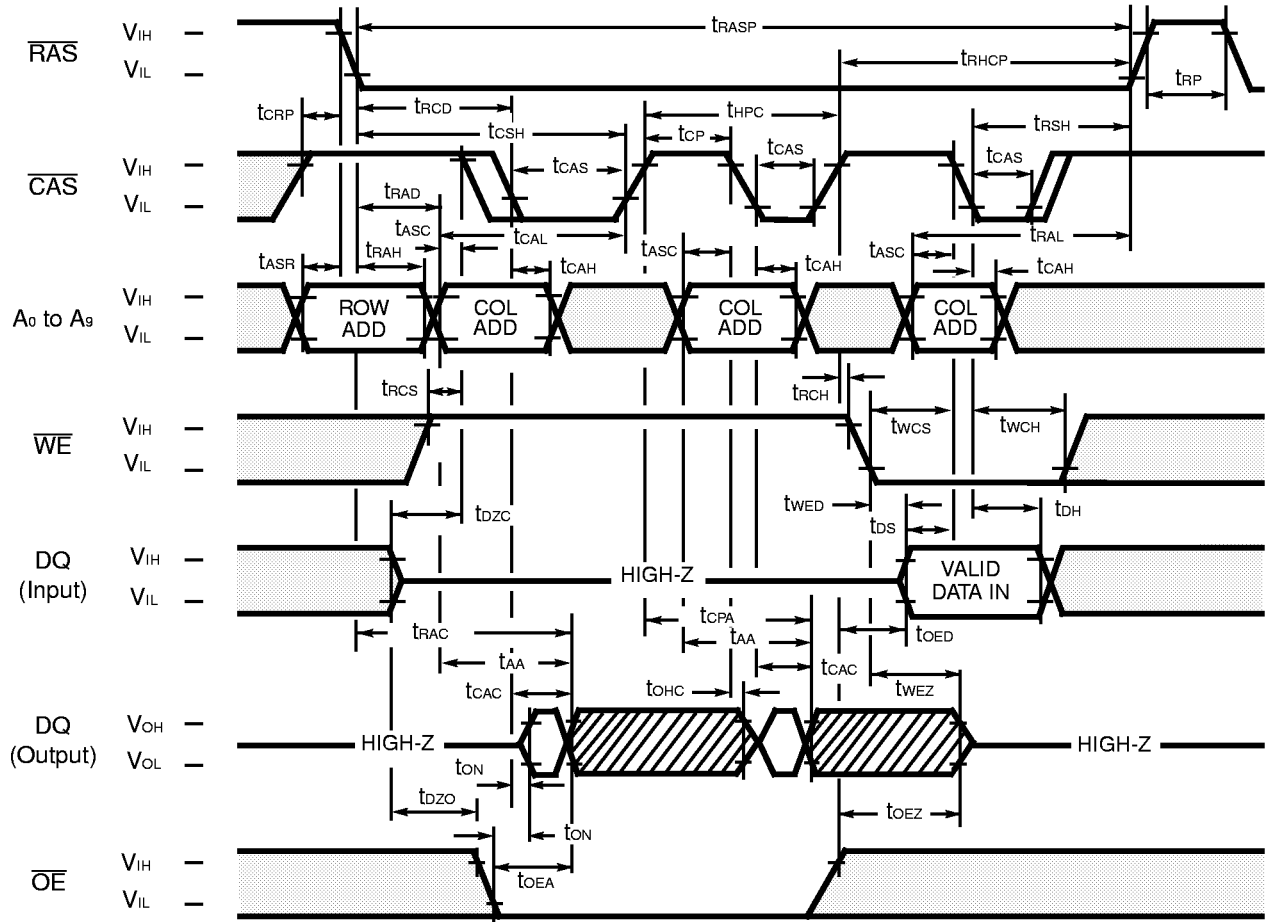 tRASP
RAS
VIH
VIL
tRHCP
tRP
tCRP
tRCD
tHPC
tCSH
tCP
tRSH
CAS
VIH
VIL
tCAS
tCAS
tCAS
tRAD
tASC
tCAL
tASC
tASC
tRAL
tASR
tRAH
tCAH
tCAH
tCAH
A0 to A9
VIH
VIL
ROW ADD
COL ADD
COL ADD
COL ADD
tRCS
tRCH
WE
VIH
VIL
tWCS
tWCH
tDZC
tWED
tDS
tDH
DQ
(Input)
VIH
VIL
HIGH-Z
VALID DATA IN
tRAC
tCPA
tOED
tAA
tAA
tCAC
tCAC
tOHC
tWEZ
DQ
(Output)
VOH
VOL
HIGH-Z
HIGH-Z
tON
tDZO
tON
tOEZ
OE
VIH
VIL
tOEA